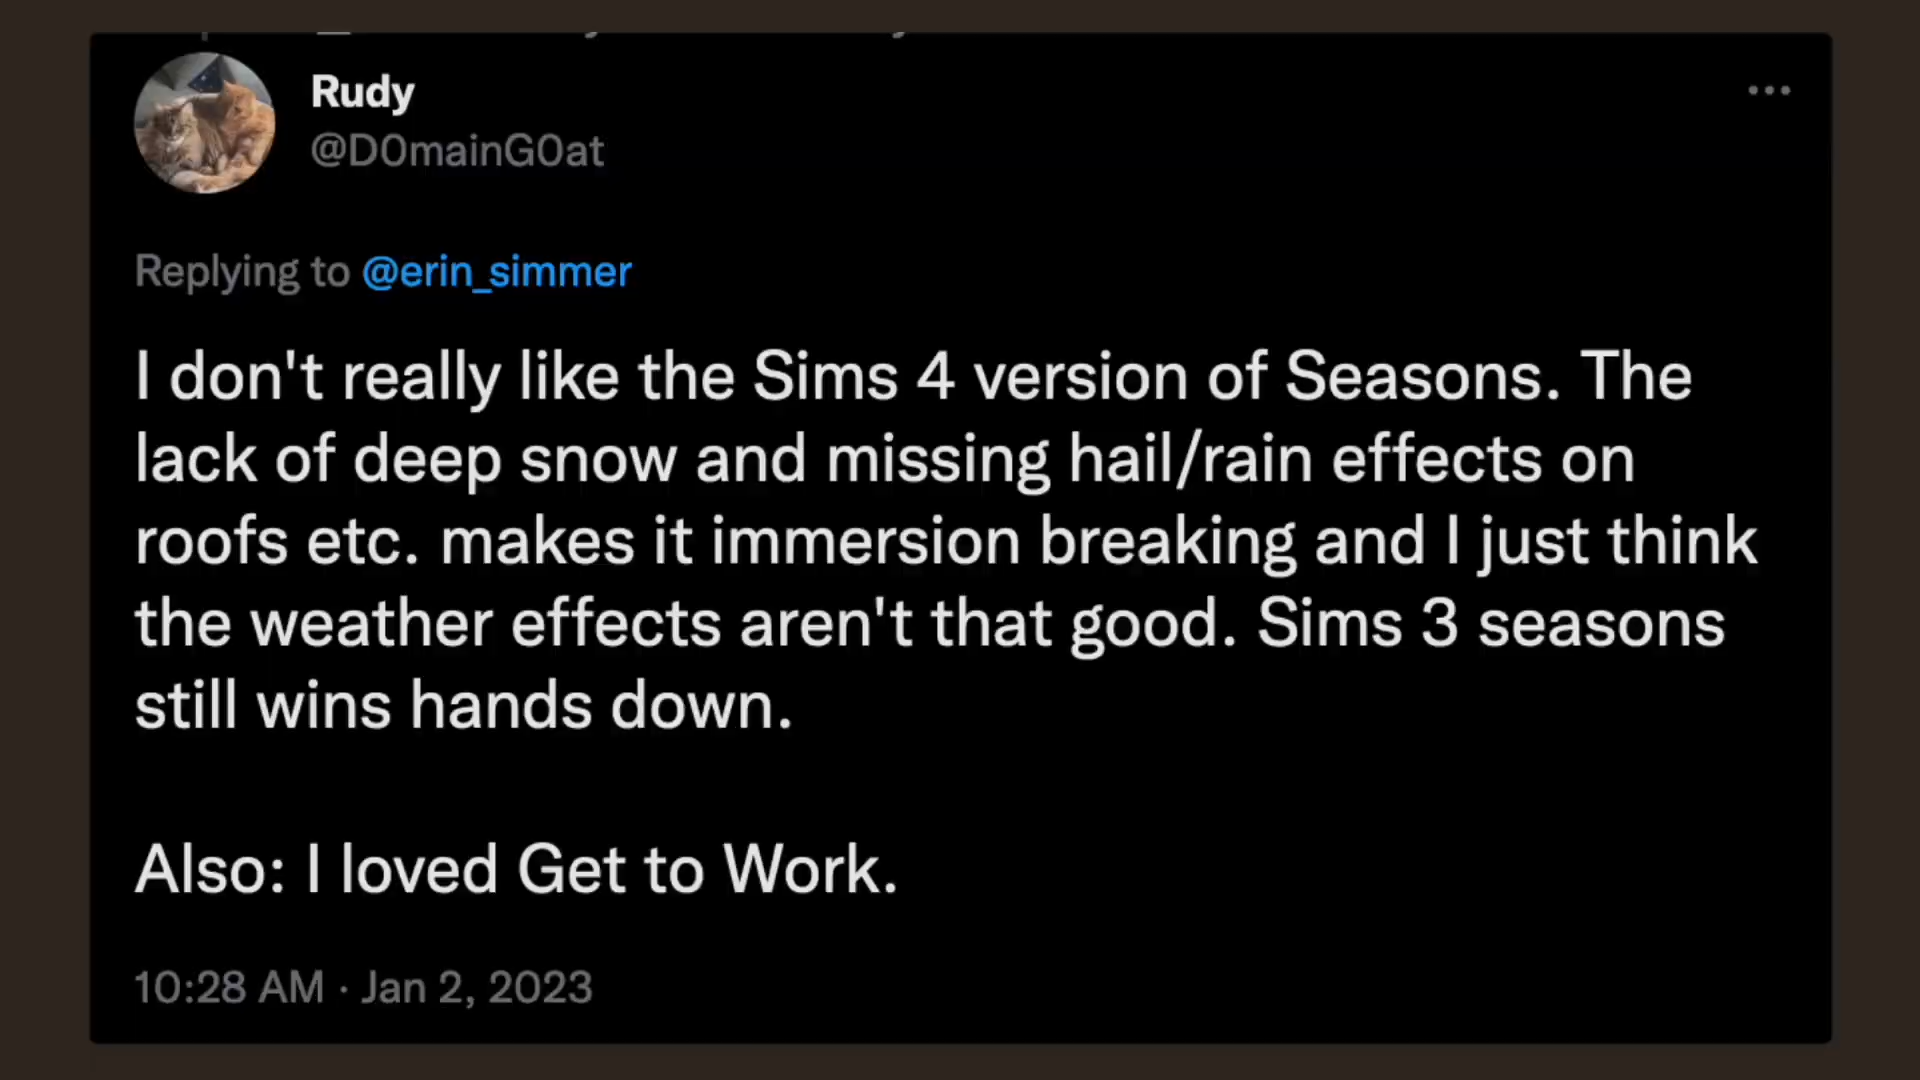 Rudy
@D0mainG0at
Replying to @erin_simmer
I don't really like the Sims 4 version of Seasons. The
lack of deep snow and missing hail/rain effects on
roofs etc. makes it immersion breaking and I just think
the weather effects aren't that good. Sims 3 seasons
still wins hands down.
Also: I loved Get to Work.
10:28 AM · Jan 2, 2023